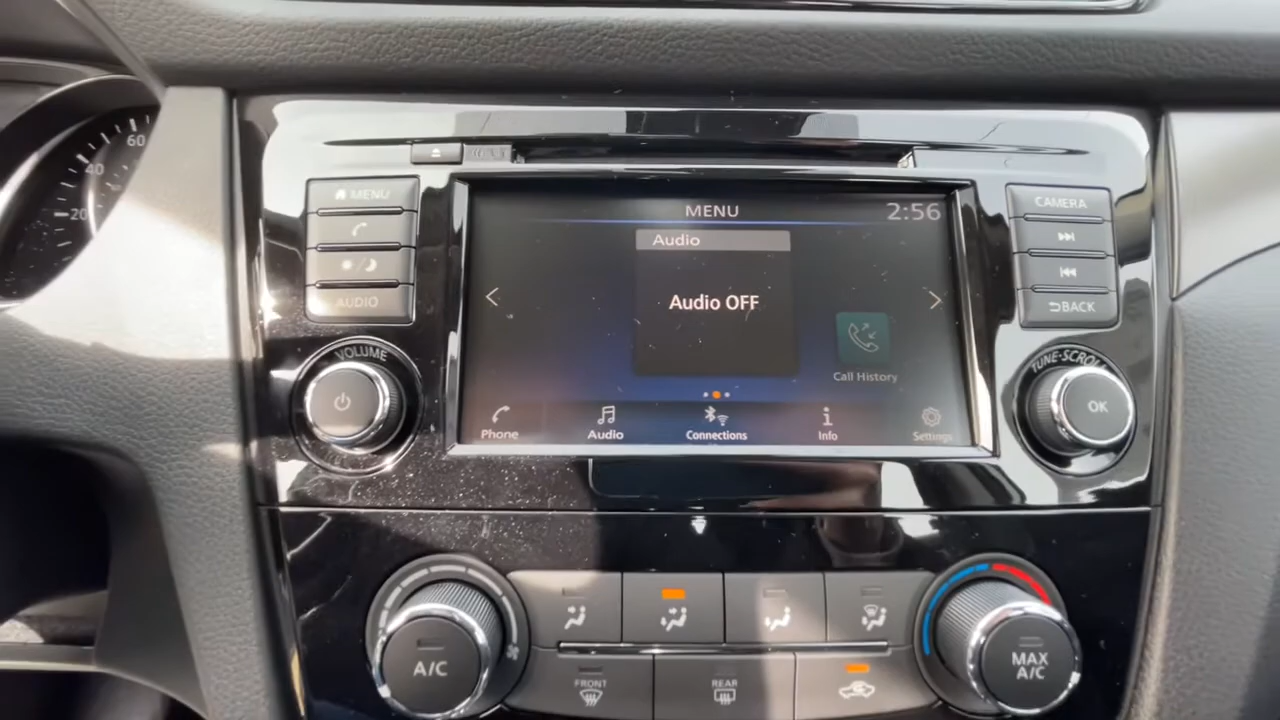 60
40
20
MENU
AUDIO
VOLUME
MENU
2:56
Audio
Audio OFF
Call History
Phone
Audio
Connections
Info
Settings
CAMERA
BACK
TUNE·SCROLL
OK
A/C
FRONT
REAR
MAX
A/C